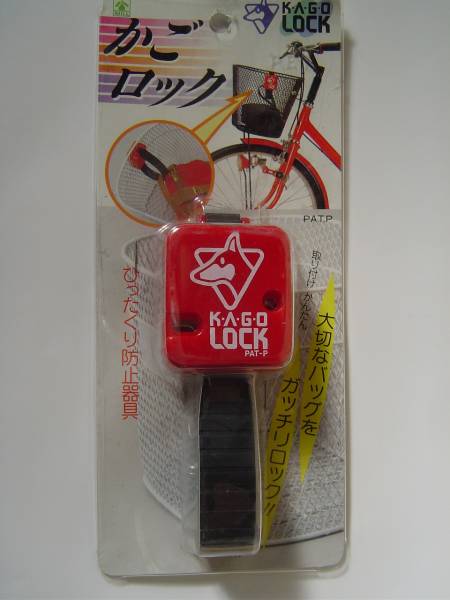 かご
ロック
K·A·G·O
LOCK
PAT.P
取り付けかんたん
大切なバッグを
ガッチリロック!!
ひったくり防止器具
K·A·G·O
LOCK
PAT-P